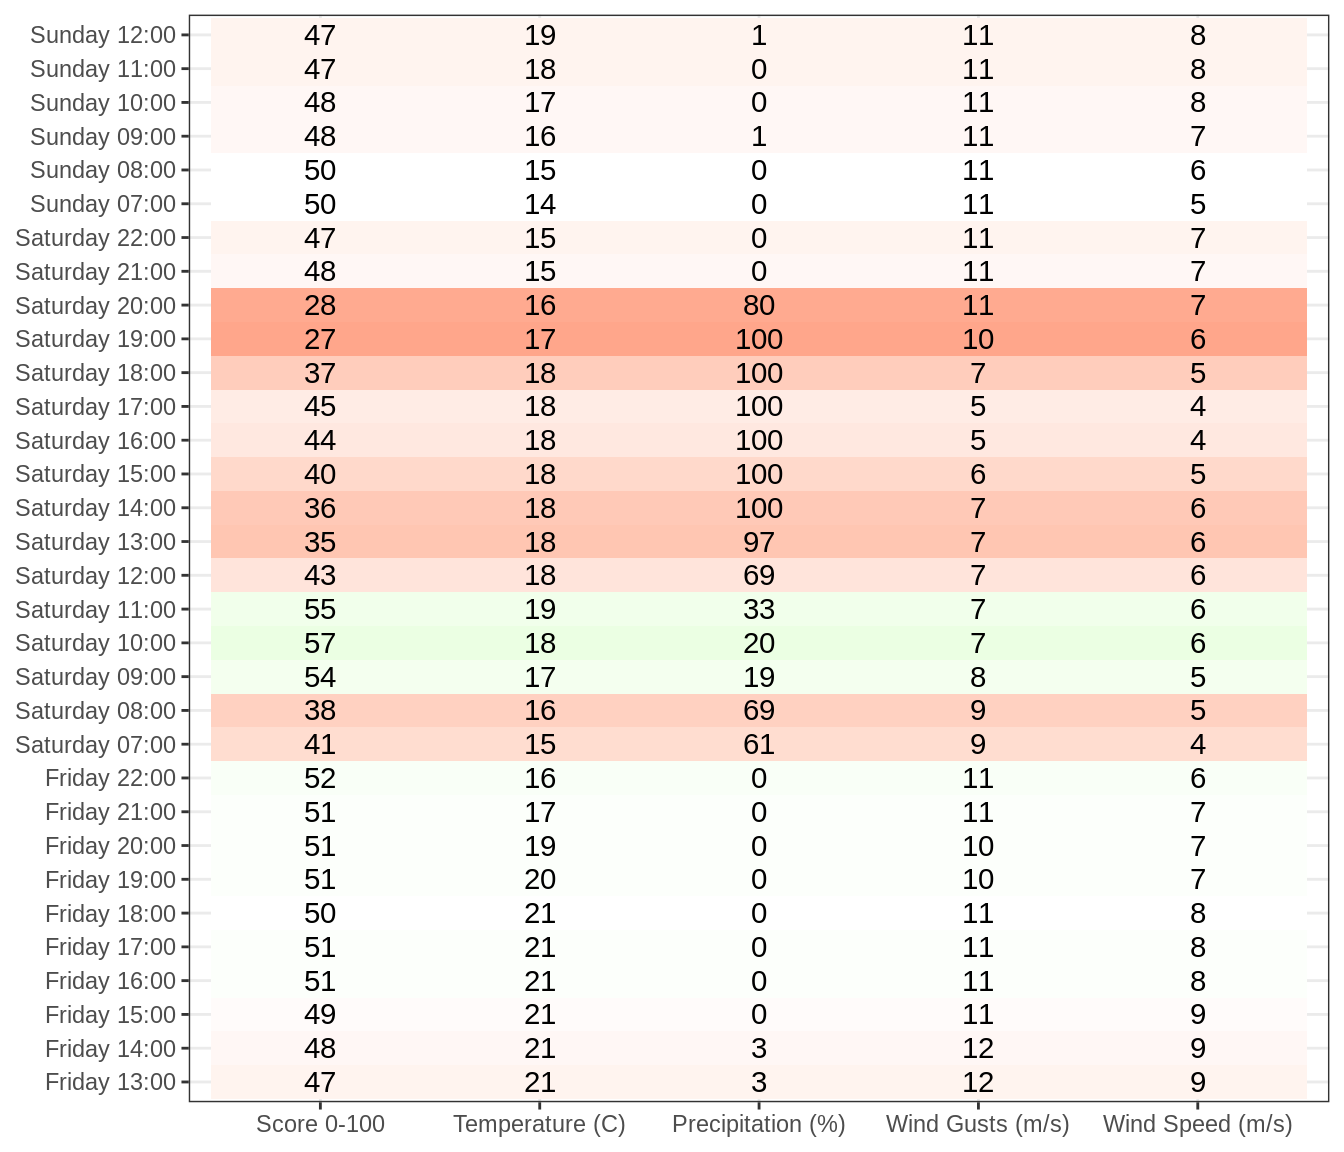 Sunday 12:00 47 19 1 11 8
Sunday 11:00 47 18 0 11 8
Sunday 10:00 48 17 0 11 8
Sunday 09:00 48 16 1 11 7
Sunday 08:00 50 15 0 11 6
Sunday 07:00 50 14 0 11 5
Saturday 22:00 47 15 0 11 7
Saturday 21:00 48 15 0 11 7
Saturday 20:00 28 16 80 11 7
Saturday 19:00 27 17 100 10 6
Saturday 18:00 37 18 100 7 5
Saturday 17:00 45 18 100 5 4
Saturday 16:00 44 18 100 5 4
Saturday 15:00 40 18 100 6 5
Saturday 14:00 36 18 100 7 6
Saturday 13:00 35 18 97 7 6
Saturday 12:00 43 18 69 7 6
Saturday 11:00 55 19 33 7 6
Saturday 10:00 57 18 20 7 6
Saturday 09:00 54 17 19 8 5
Saturday 08:00 38 16 69 9 5
Saturday 07:00 41 15 61 9 4
Friday 22:00 52 16 0 11 6
Friday 21:00 51 17 0 11 7
Friday 20:00 51 19 0 10 7
Friday 19:00 51 20 0 10 7
Friday 18:00 50 21 0 11 8
Friday 17:00 51 21 0 11 8
Friday 16:00 51 21 0 11 8
Friday 15:00 49 21 0 11 9
Friday 14:00 48 21 3 12 9
Friday 13:00 47 21 3 12 9
Score 0-100 Temperature (C) Precipitation (%) Wind Gusts (m/s) Wind Speed (m/s)